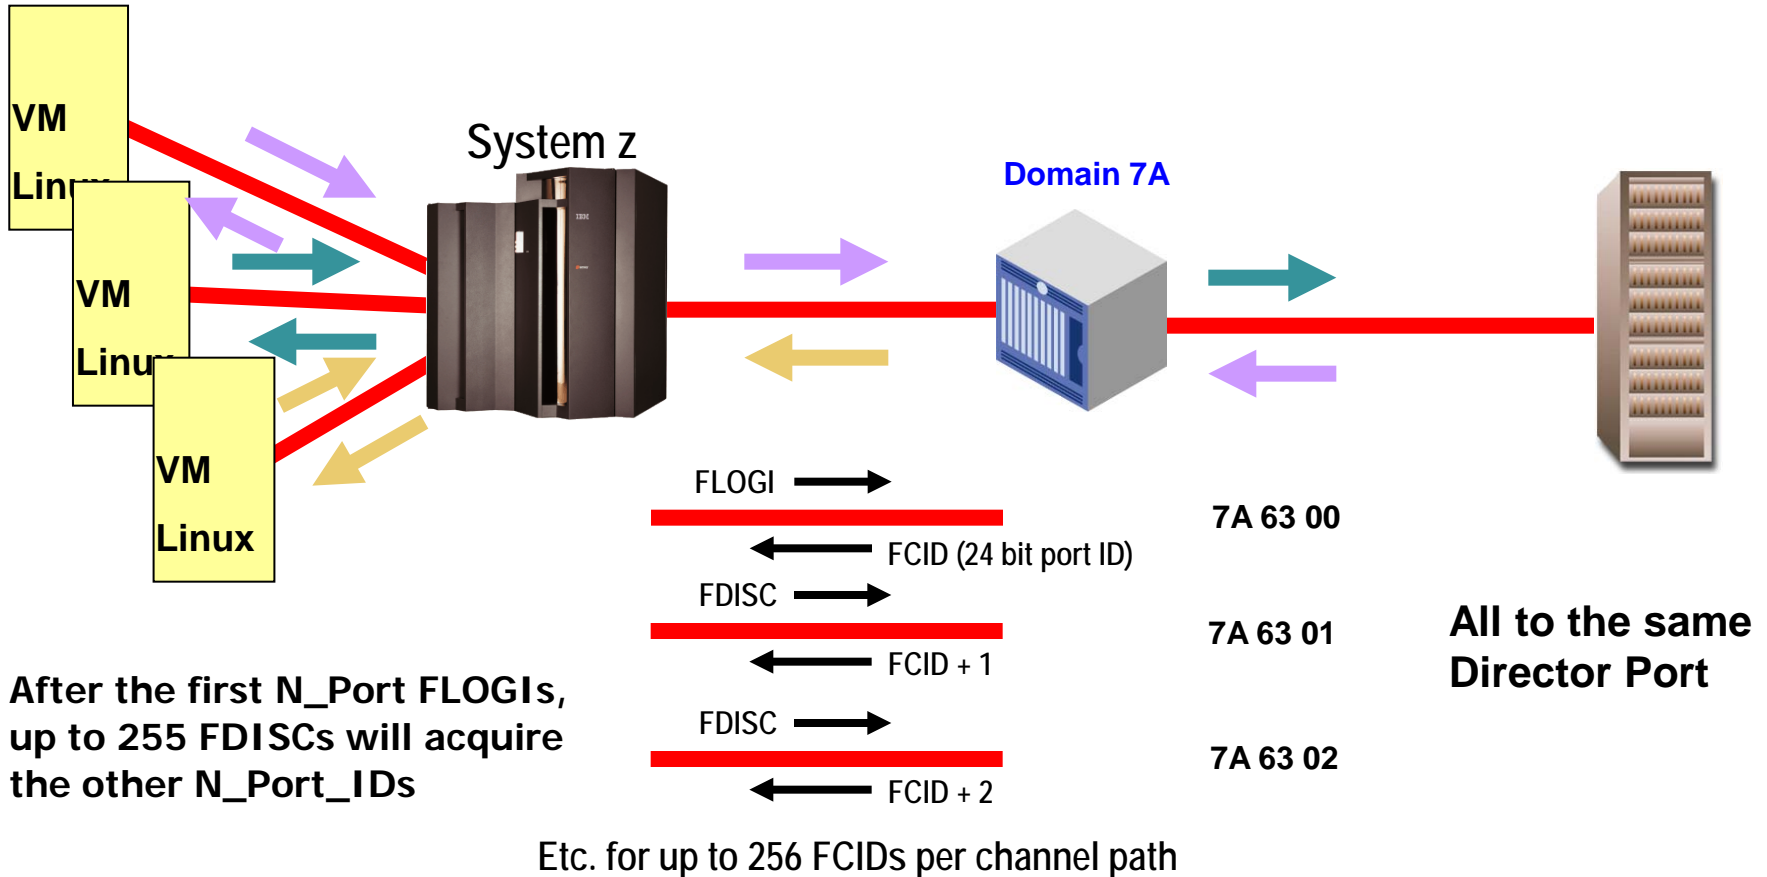 VM
Linux
VM
Linux
VM
Linux
System z
IBM
Domain 7A
FLOGI
FCID (24 bit port ID)
7A 63 00
FDISC
FCID + 1
7A 63 01
FDISC
FCID + 2
7A 63 02
All to the same
Director Port
After the first N_Port FLOGIs,
up to 255 FDISCs will acquire
the other N_Port_IDs
Etc. for up to 256 FCIDs per channel path